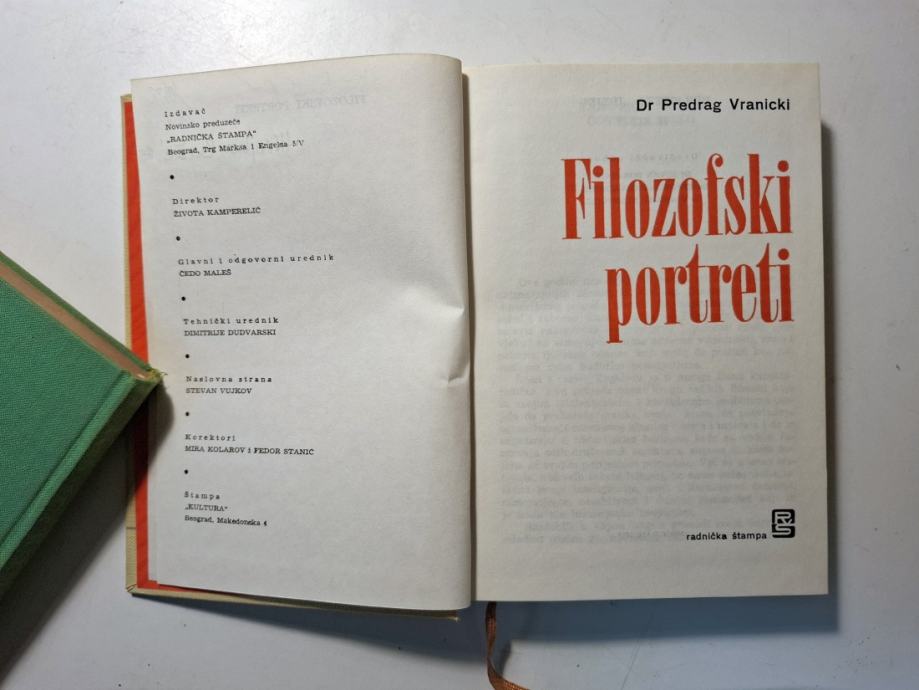 Izdavač
Novinsko preduzeće
„RADNIČKA ŠTAMPA"
Beograd, Trg Marksa i Engelsa 5/V
Direktor
ŽIVOTA KAMPERELIĆ
Glavni i odgovorni urednik
ČEDO MALEŠ
Tehnički urednik
DIMITRIJE DUDVARSKI
Naslovna strana
STEVAN VUJKOV
Korektori
MIRA KOLAROV i FEDOR STANIĆ
Štampa
„KULTURA"
Beograd, Makedonska 4
Dr Predrag Vranicki
Filozofski
portreti
radnička štampa
RŠ